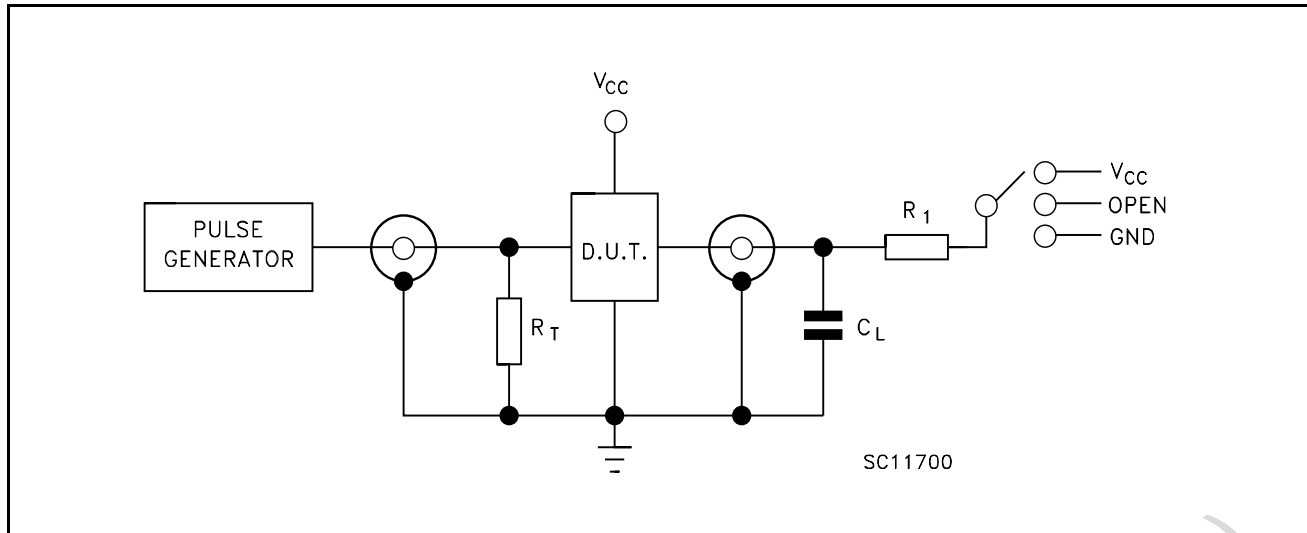 VCC
PULSE
GENERATOR
RT
D.U.T.
CL
R1
VCC
OPEN
GND
SC11700